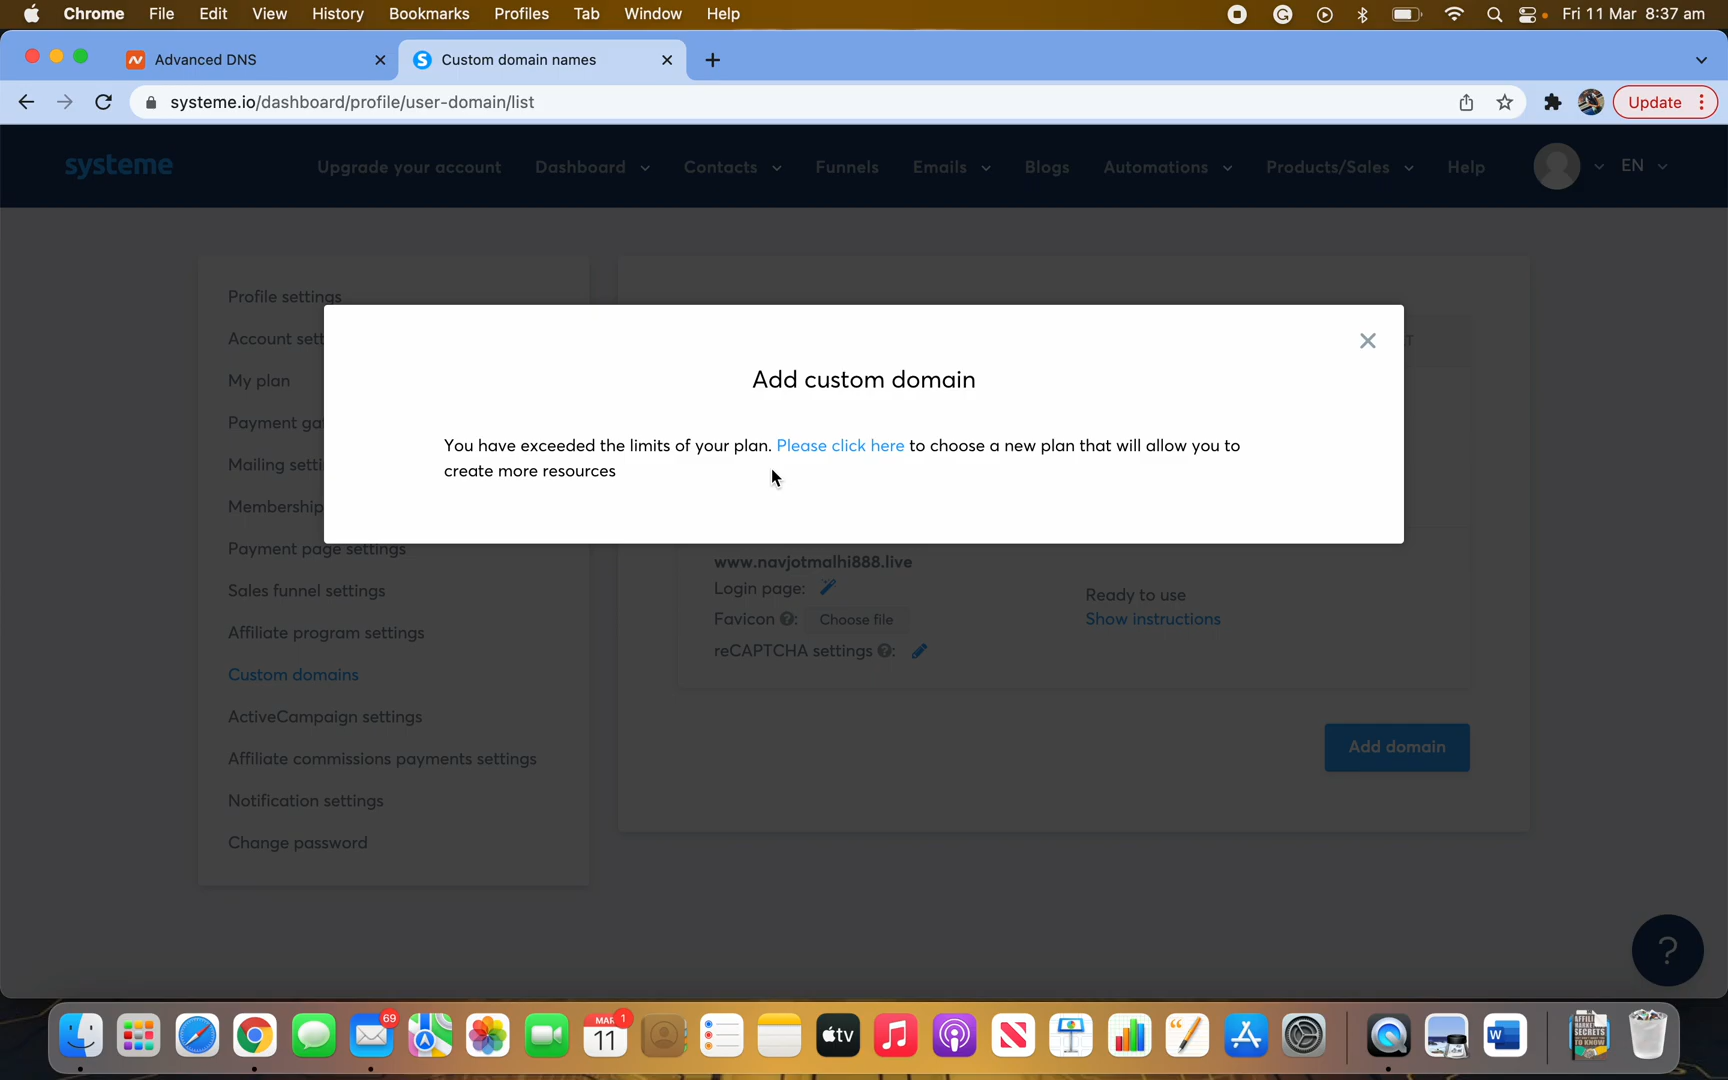 Chrome File Edit View History Bookmarks Profiles Tab Window Help Fri 11 Mar 8:37 am
Advanced DNS Custom domain names
systeme.io/dashboard/profile/user-domain/list Update
systeme Upgrade your account Dashboard Contacts Funnels Emails Blogs Automations Products/Sales Help EN
Profile settings
Account sett
My plan
Payment ga
Mailing setti
Membership
Payment page settings
Sales funnel settings
Affiliate program settings
Custom domains
ActiveCampaign settings
Affiliate commissions payments settings
Notification settings
Change password
Add custom domain
You have exceeded the limits of your plan. Please click here to choose a new plan that will allow you to
create more resources
www.navjotmalhi888.live
Login page:
Favicon ?: Choose file
reCAPTCHA settings ?:
Ready to use
Show instructions
Add domain
?
69
MAR 1
11
tv
W